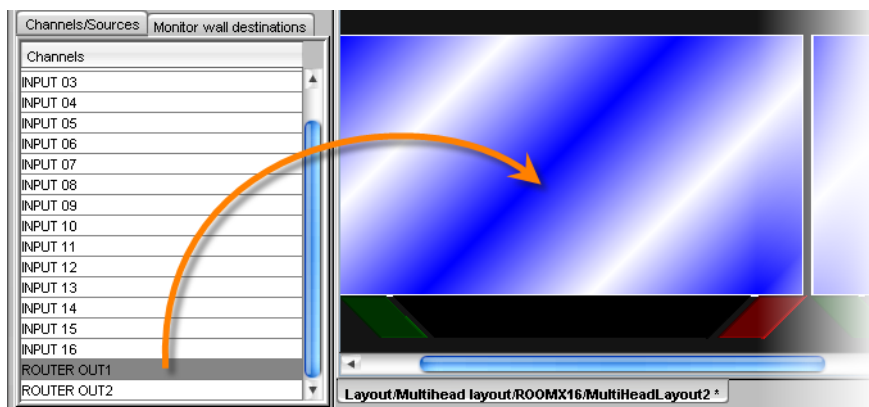 Channels/Sources
Monitor wall destinations
Channels
INPUT 03
INPUT 04
INPUT 05
INPUT 06
INPUT 07
INPUT 08
INPUT 09
INPUT 10
INPUT 11
INPUT 12
INPUT 13
INPUT 14
INPUT 15
INPUT 16
ROUTER OUT1
ROUTER OUT2
Layout/Multihead layout/ROOMX16/MultiHeadLayout2 *